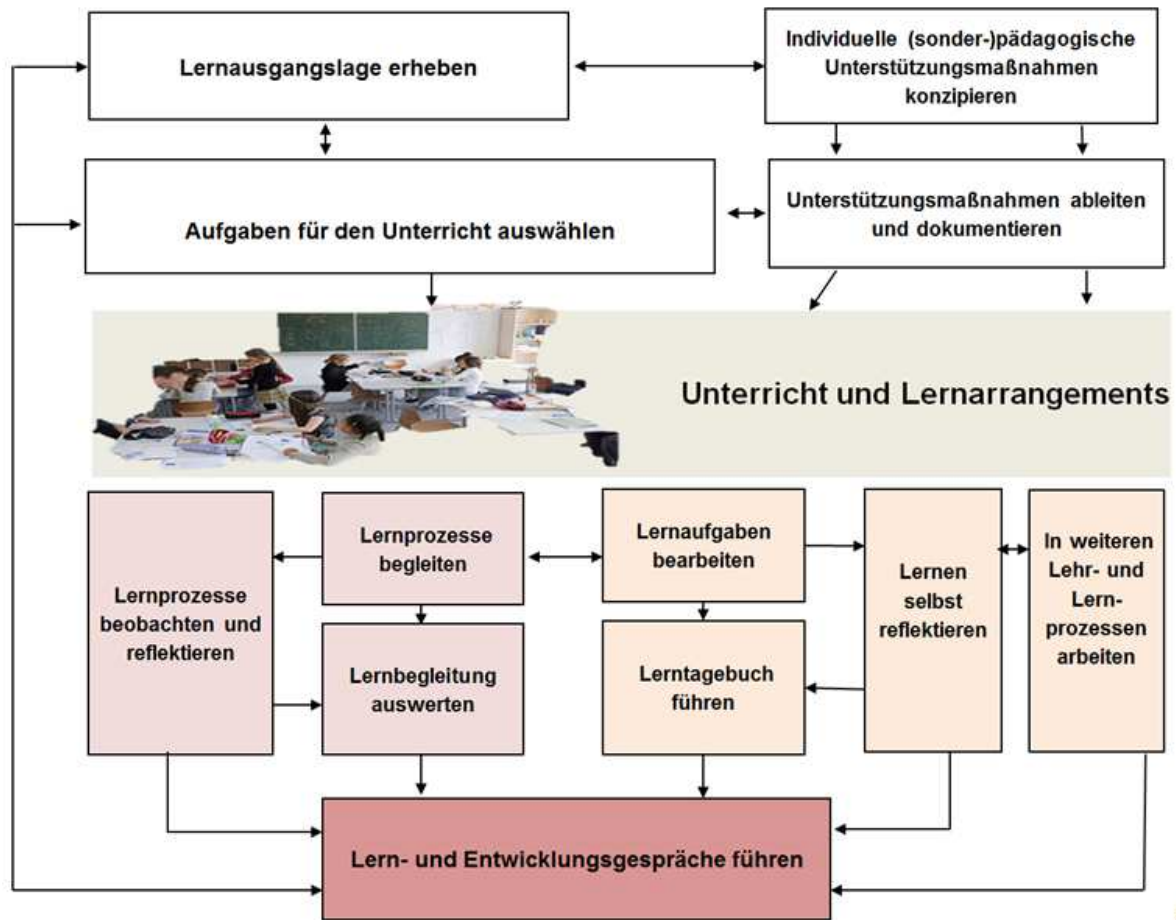 Lernausgangslage erheben
Individuelle (sonder-)pädagogische
Unterstützungsmaßnahmen
konzipieren
Aufgaben für den Unterricht auswählen
Unterstützungsmaßnahmen ableiten
und dokumentieren
Unterricht und Lernarrangements
Lernprozesse
beobachten und
reflektieren
Lernprozesse
begleiten
Lernbegleitung
auswerten
Lernaufgaben
bearbeiten
Lerntagebuch
führen
Lernen
selbst
reflektieren
In weiteren
Lehr- und
Lern-
prozessen
arbeiten
Lern- und Entwicklungsgespräche führen